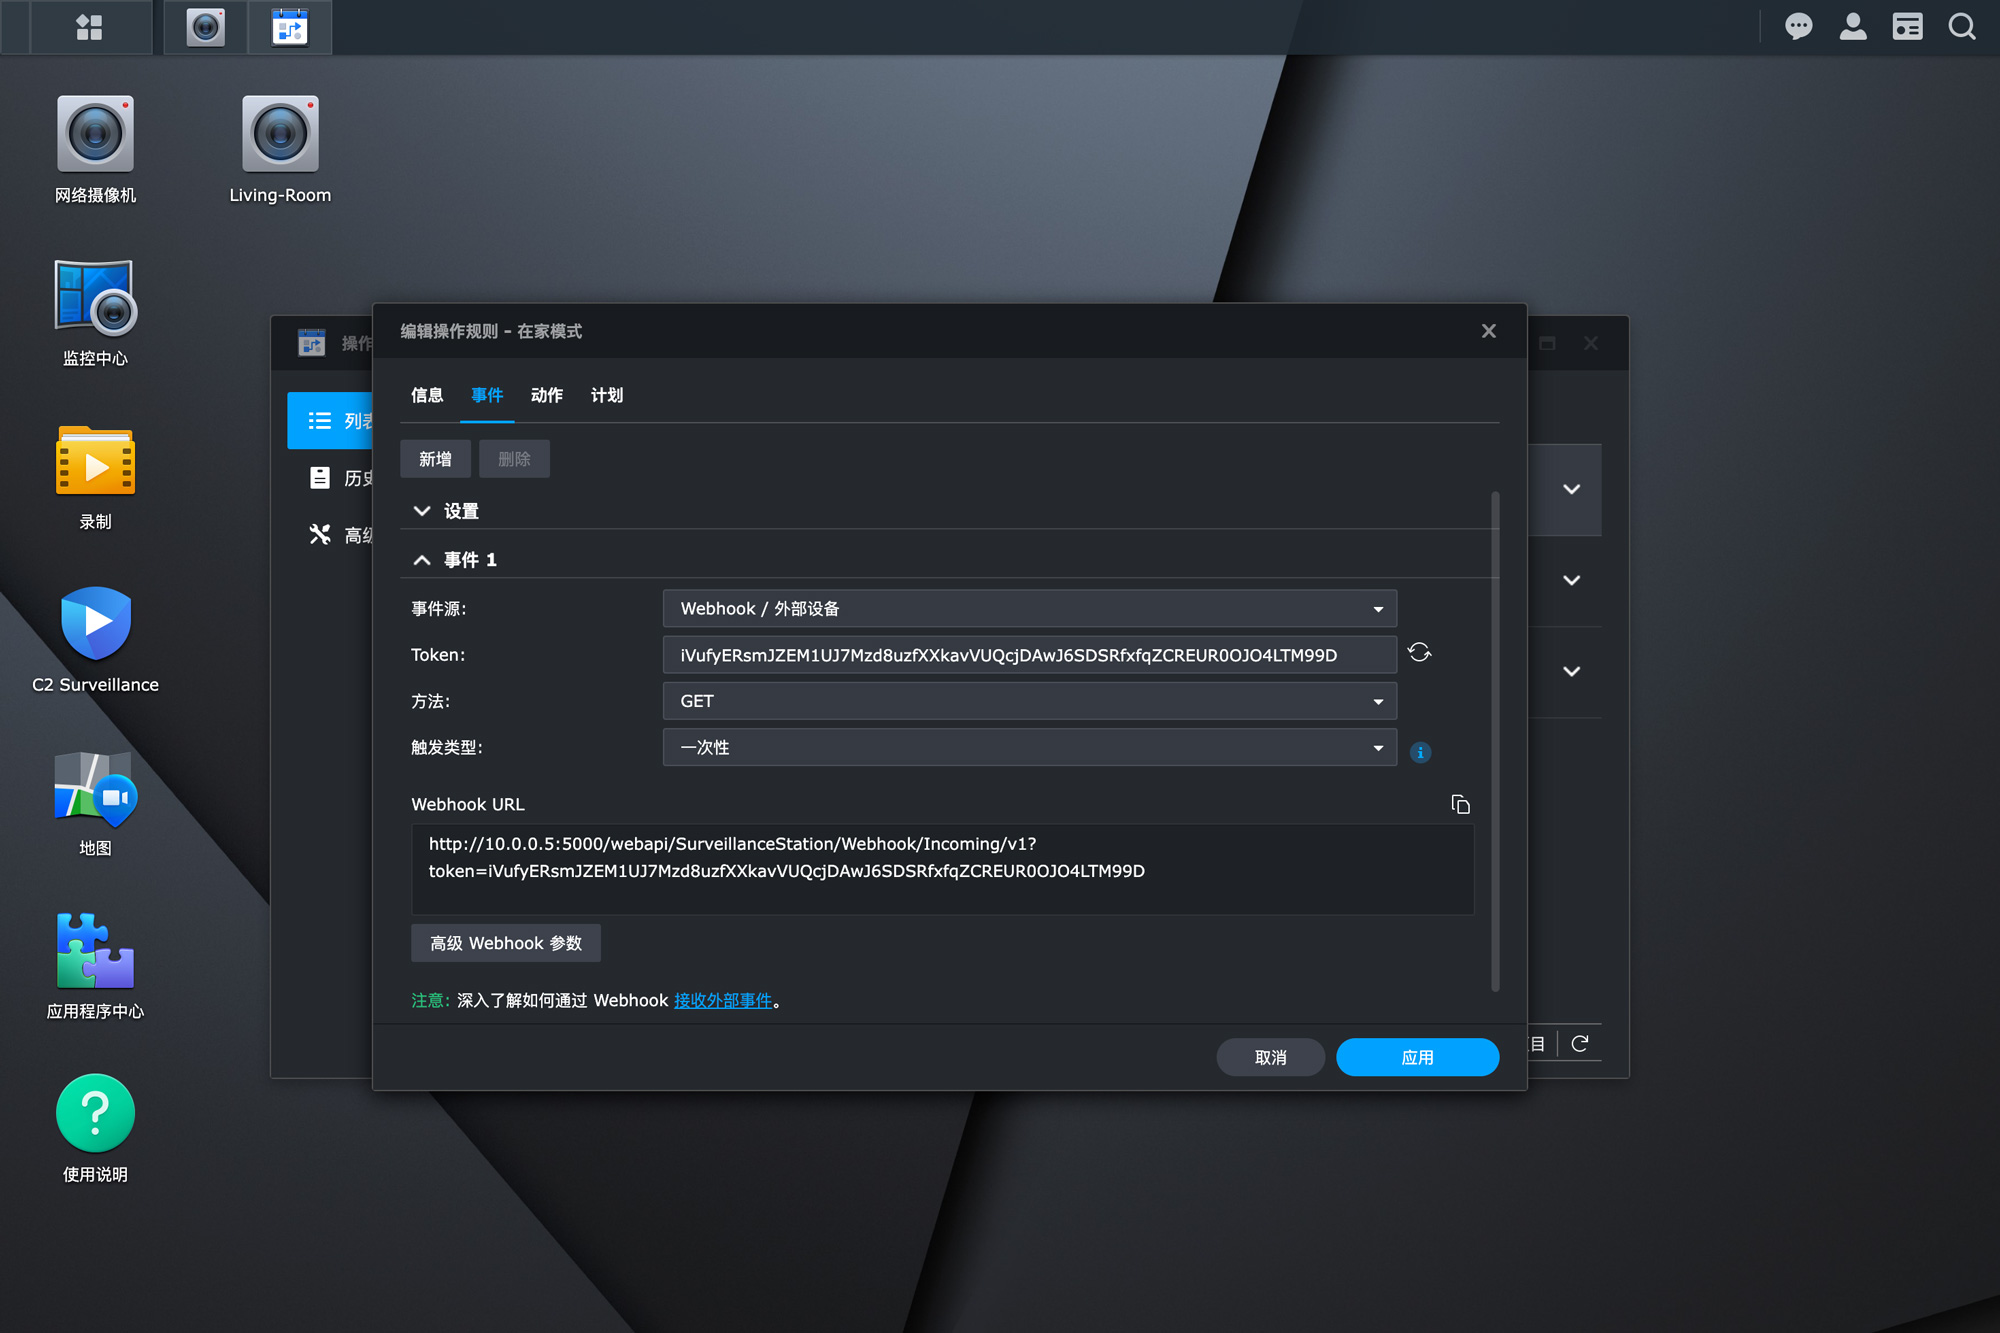 网络摄像机
Living-Room
监控中心
录制
C2 Surveillance
地图
应用程序中心
使用说明
操作
列表
历史
高级
编辑操作规则 - 在家模式
信息 事件 动作 计划
新增 删除
设置
事件 1
事件源: Webhook / 外部设备
Token: iVufyERsmJZEM1UJ7Mzd8uzfXXkavVUQcjDAwJ6SDSRfxfqZCREUR0OJO4LTM99D
方法: GET
触发类型: 一次性
Webhook URL
http://10.0.0.5:5000/webapi/SurveillanceStation/Webhook/Incoming/v1?
token=iVufyERsmJZEM1UJ7Mzd8uzfXXkavVUQcjDAwJ6SDSRfxfqZCREUR0OJO4LTM99D
高级 Webhook 参数
注意: 深入了解如何通过 Webhook 接收外部事件。
取消 应用
目